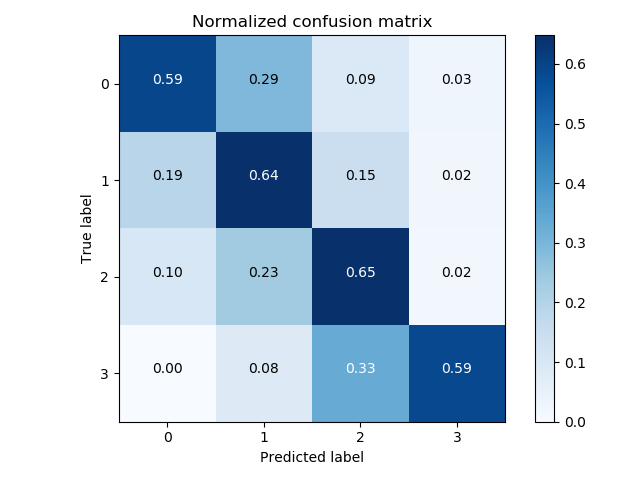 Normalized confusion matrix
0 0.59 0.29 0.09 0.03
1 0.19 0.64 0.15 0.02
2 0.10 0.23 0.65 0.02
3 0.00 0.08 0.33 0.59
0 1 2 3
True label
Predicted label
0.6
0.5
0.4
0.3
0.2
0.1
0.0